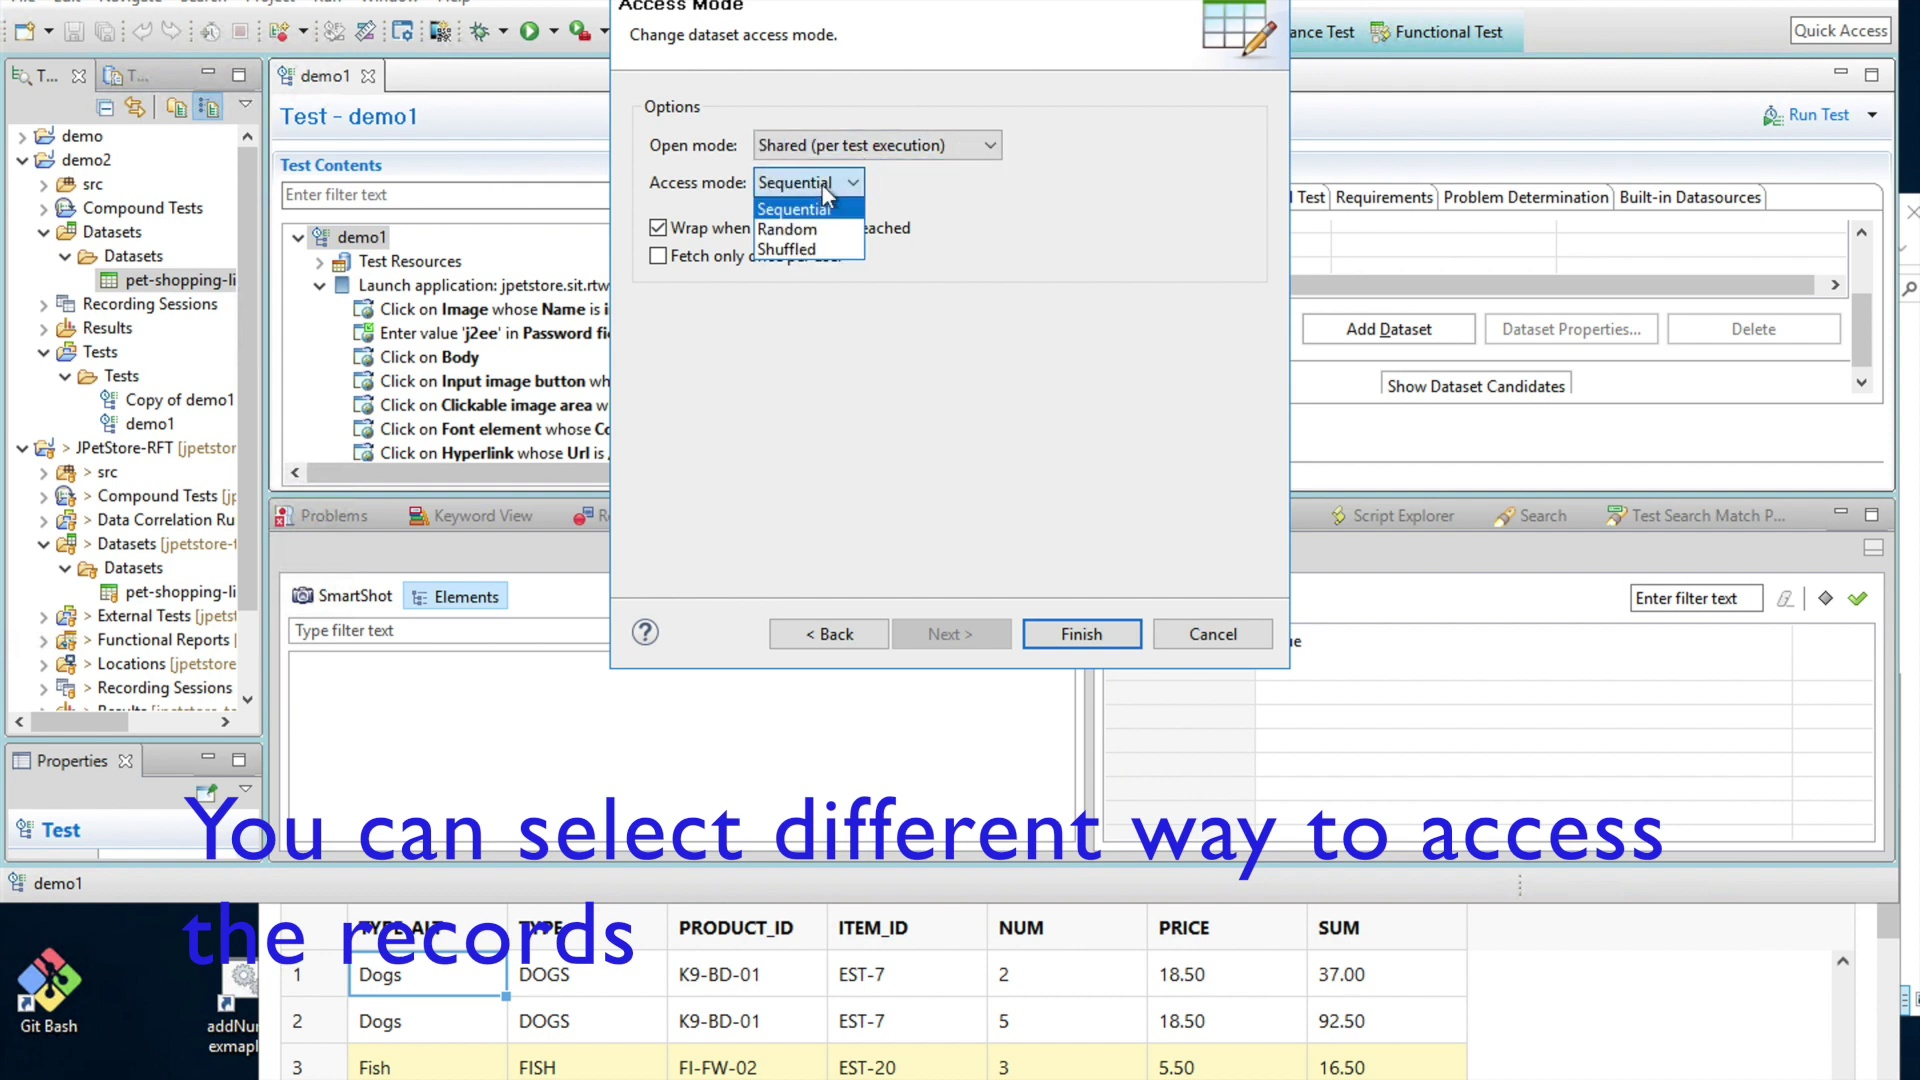 Access Mode
Change dataset access mode.
ance Test
Functional Test
Quick Access
T...
T...
demo1
Test - demo1
Run Test
Options
Open mode: Shared (per test execution)
Access mode: Sequential
Sequential
Random
Shuffled
Wrap when
eached
Fetch only
demo
demo2
src
Compound Tests
Datasets
Datasets
pet-shopping-li
Recording Sessions
Results
Tests
Tests
Copy of demo1
demo1
> JPetStore-RFT [jpetstor
> src
> Compound Tests [jp
> Data Correlation Ru
> Datasets [jpetstore-t
Datasets
pet-shopping-li
> External Tests [jpets
> Functional Reports
> Locations [jpetstore
> Recording Sessions
Test Contents
Enter filter text
demo1
Test Resources
Launch application: jpetstore.sit.rtw
Click on Image whose Name is i
Enter value 'j2ee' in Password fi
Click on Body
Click on Input image button wh
Click on Clickable image area w
Click on Font element whose Co
Click on Hyperlink whose Url is
l Test
Requirements
Problem Determination
Built-in Datasources
Add Dataset
Dataset Properties...
Delete
Show Dataset Candidates
Problems
Keyword View
Script Explorer
Search
Test Search Match P...
SmartShot
Elements
Type filter text
Enter filter text
ue
< Back
Next >
Finish
Cancel
Properties
Test
You can select different way to access
the records
demo1
TYPE_ALT TYPE PRODUCT_ID ITEM_ID NUM PRICE SUM
1 Dogs DOGS K9-BD-01 EST-7 2 18.50 37.00
2 Dogs DOGS K9-BD-01 EST-7 5 18.50 92.50
3 Fish FISH FI-FW-02 EST-20 3 5.50 16.50
Git Bash
addNu
exmapl